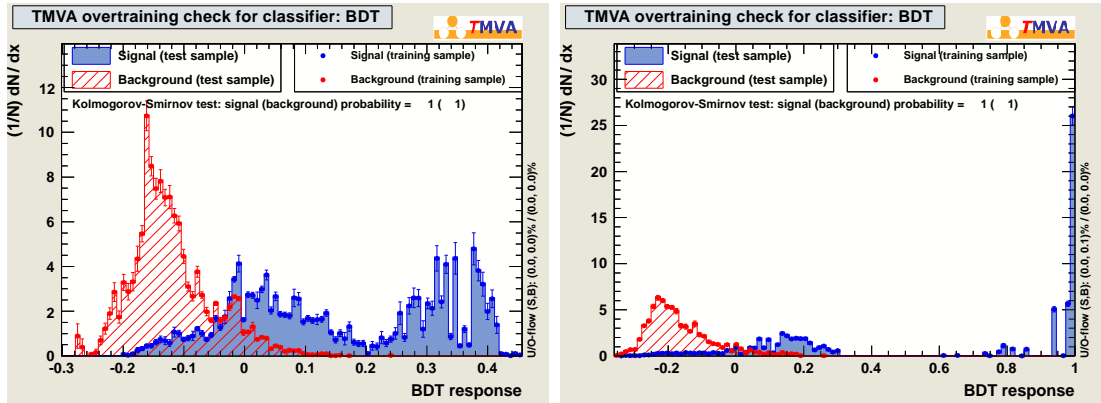 TMVA overtraining check for classifier: BDT
TMVA
Signal (test sample)
Background (test sample)
Signal (training sample)
Background (training sample)
Kolmogorov-Smirnov test: signal (background) probability = 1 ( 1)
(1/N) dN / dx
0
2
4
6
8
10
12
-0.3
-0.2
-0.1
0
0.1
0.2
0.3
0.4
BDT response
U/O-flow (S,B): (0.0, 0.0)% / (0.0, 0.0)%
TMVA overtraining check for classifier: BDT
TMVA
Signal (test sample)
Background (test sample)
Signal (training sample)
Background (training sample)
Kolmogorov-Smirnov test: signal (background) probability = 1 ( 1)
(1/N) dN / dx
0
5
10
15
20
25
30
-0.2
0
0.2
0.4
0.6
0.8
1
BDT response
U/O-flow (S,B): (0.0, 0.1)% / (0.0, 0.0)%